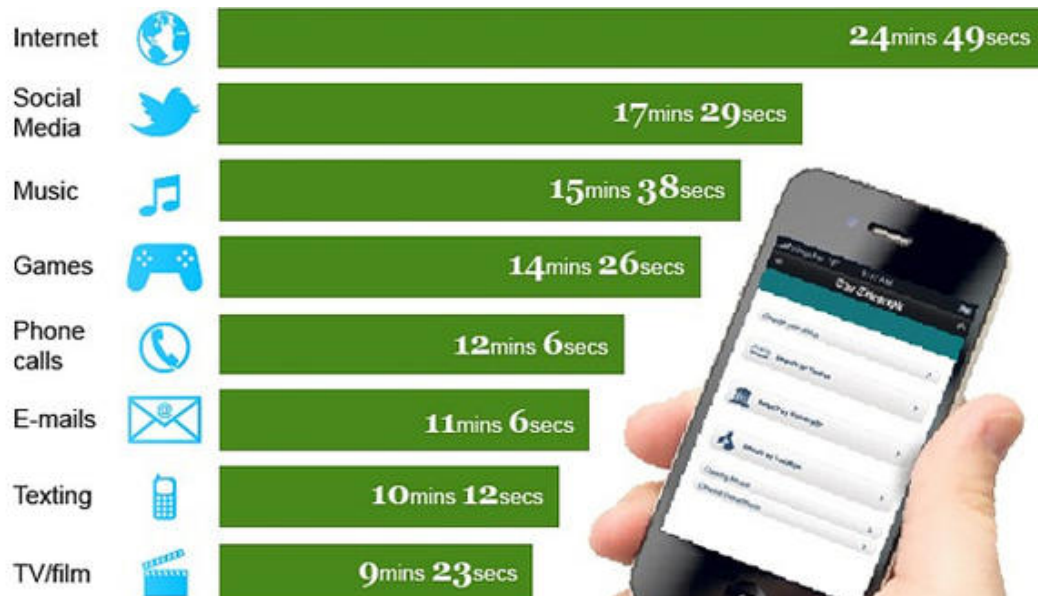 Internet
24mins 49secs
Social
Media
17mins 29secs
Music
15mins 38secs
Games
14mins 26secs
Phone
calls
12mins 6secs
E-mails
@
11mins 6secs
Texting
10mins 12secs
TV/film
9mins 23secs